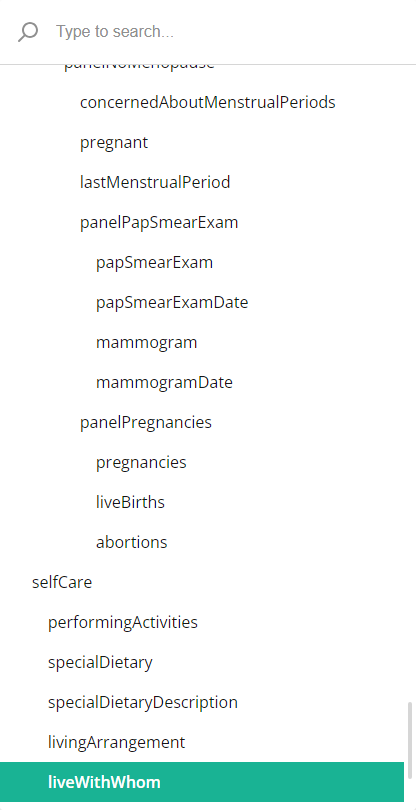 Type to search...
panelNoMenopause
concernedAboutMenstrualPeriods
pregnant
lastMenstrualPeriod
panelPapSmearExam
papSmearExam
papSmearExamDate
mammogram
mammogramDate
panelPregnancies
pregnancies
liveBirths
abortions
selfCare
performingActivities
specialDietary
specialDietaryDescription
livingArrangement
liveWithWhom